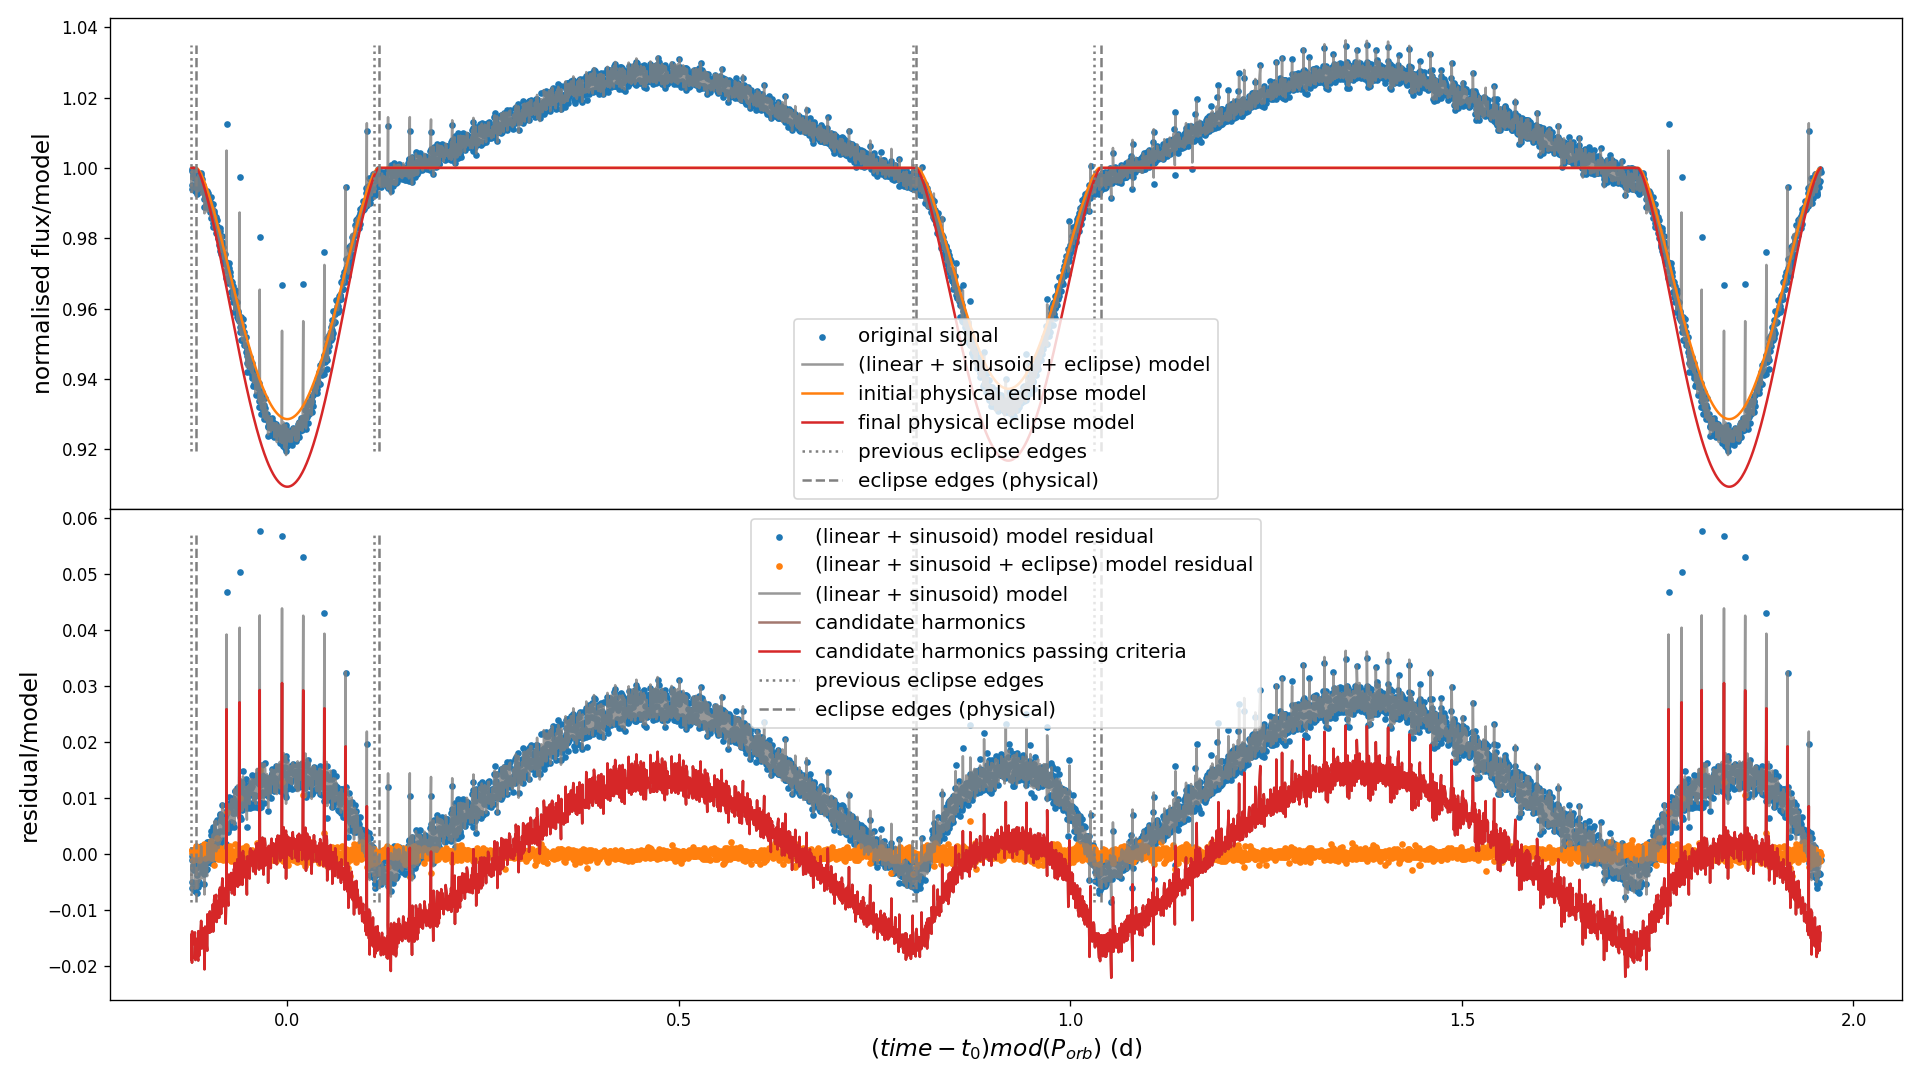 1.04
1.02
1.00
0.98
0.96
0.94
0.92
normalised flux/model
original signal
(linear + sinusoid + eclipse) model
initial physical eclipse model
final physical eclipse model
previous eclipse edges
eclipse edges (physical)
0.06
0.05
0.04
0.03
0.02
0.01
0.00
−0.01
−0.02
residual/model
(linear + sinusoid) model residual
(linear + sinusoid + eclipse) model residual
(linear + sinusoid) model
candidate harmonics
candidate harmonics passing criteria
previous eclipse edges
eclipse edges (physical)
0.0 0.5 1.0 1.5 2.0
(time − t₀)mod(Pₒᵣb) (d)